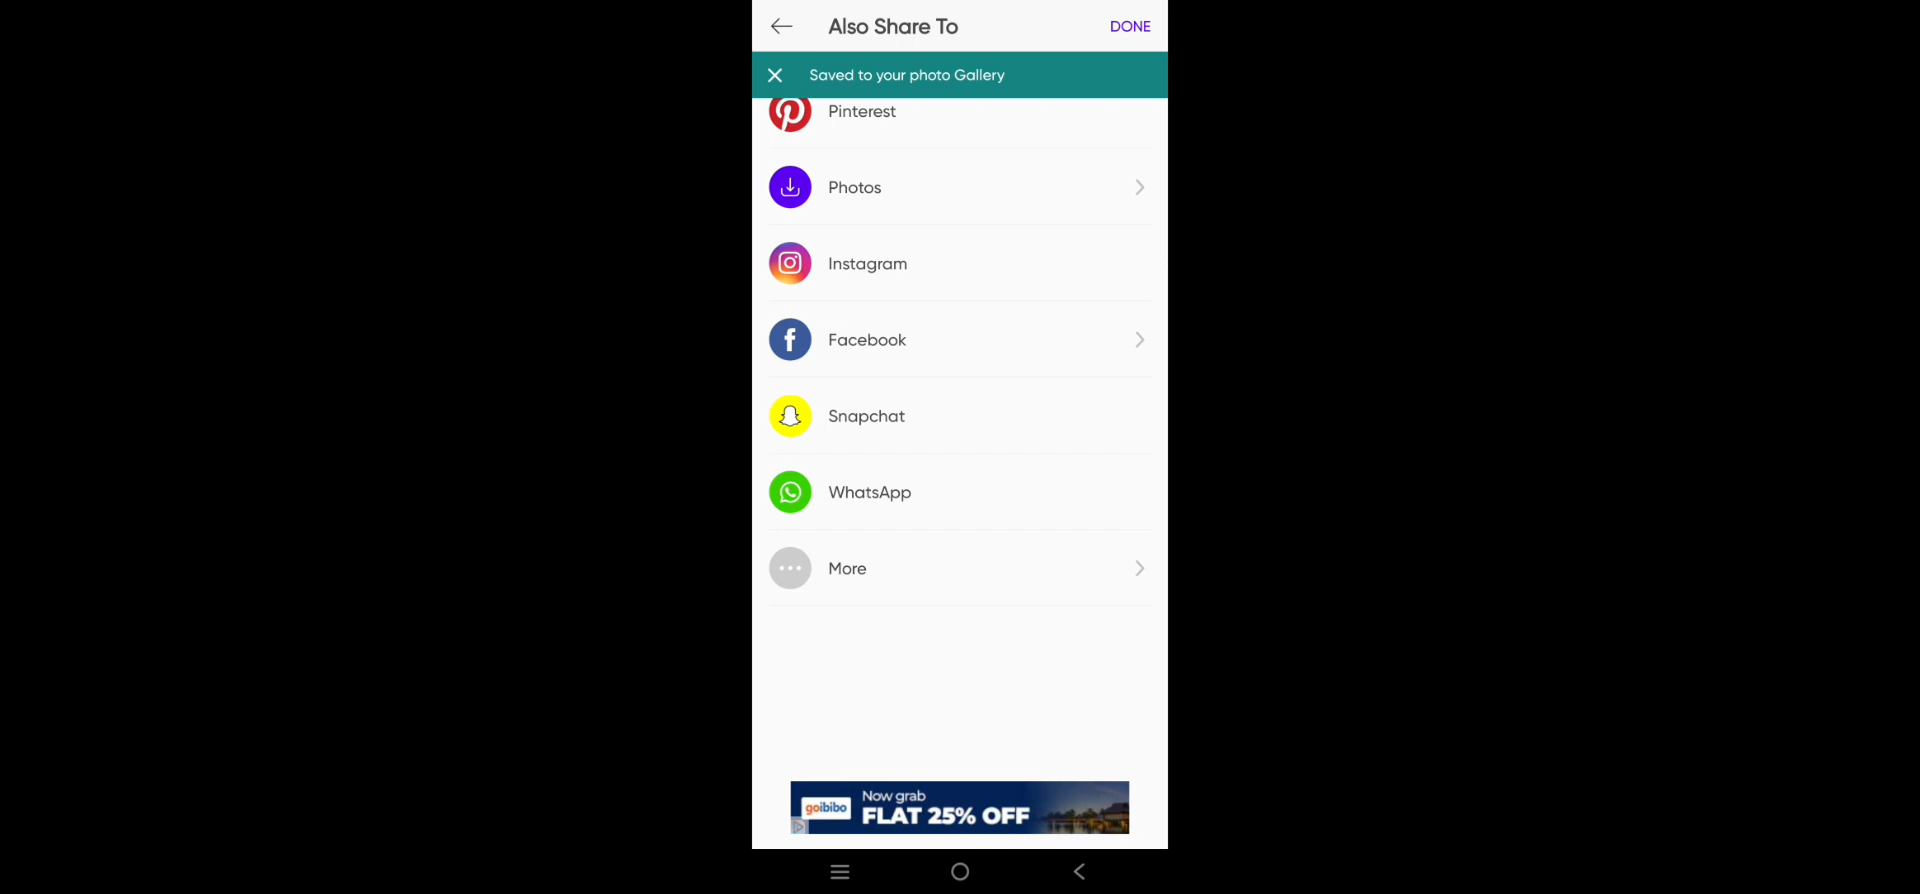 Also Share To
DONE
Saved to your photo Gallery
Pinterest
Photos
Instagram
Facebook
Snapchat
WhatsApp
More
goibibo
Now grab
FLAT 25% OFF